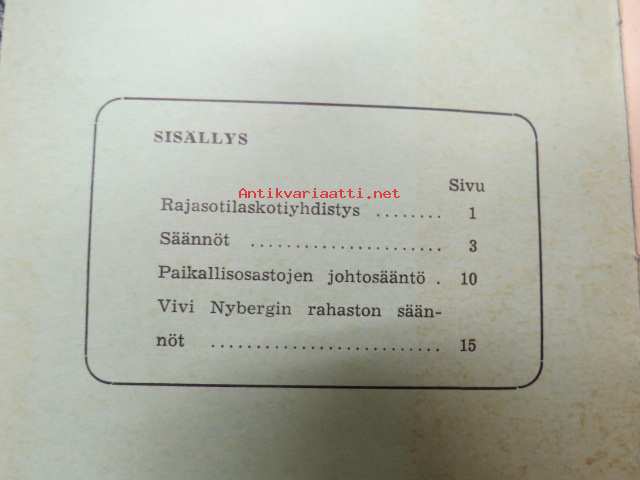 SISÄLLYS
Sivu
Antikvariaatti.net
Rajasotilaskotiyhdistys ........ 1
Säännöt ...................... 3
Paikallisosastojen johtosääntö . 10
Vivi Nybergin rahaston sään-
nöt .......................... 15